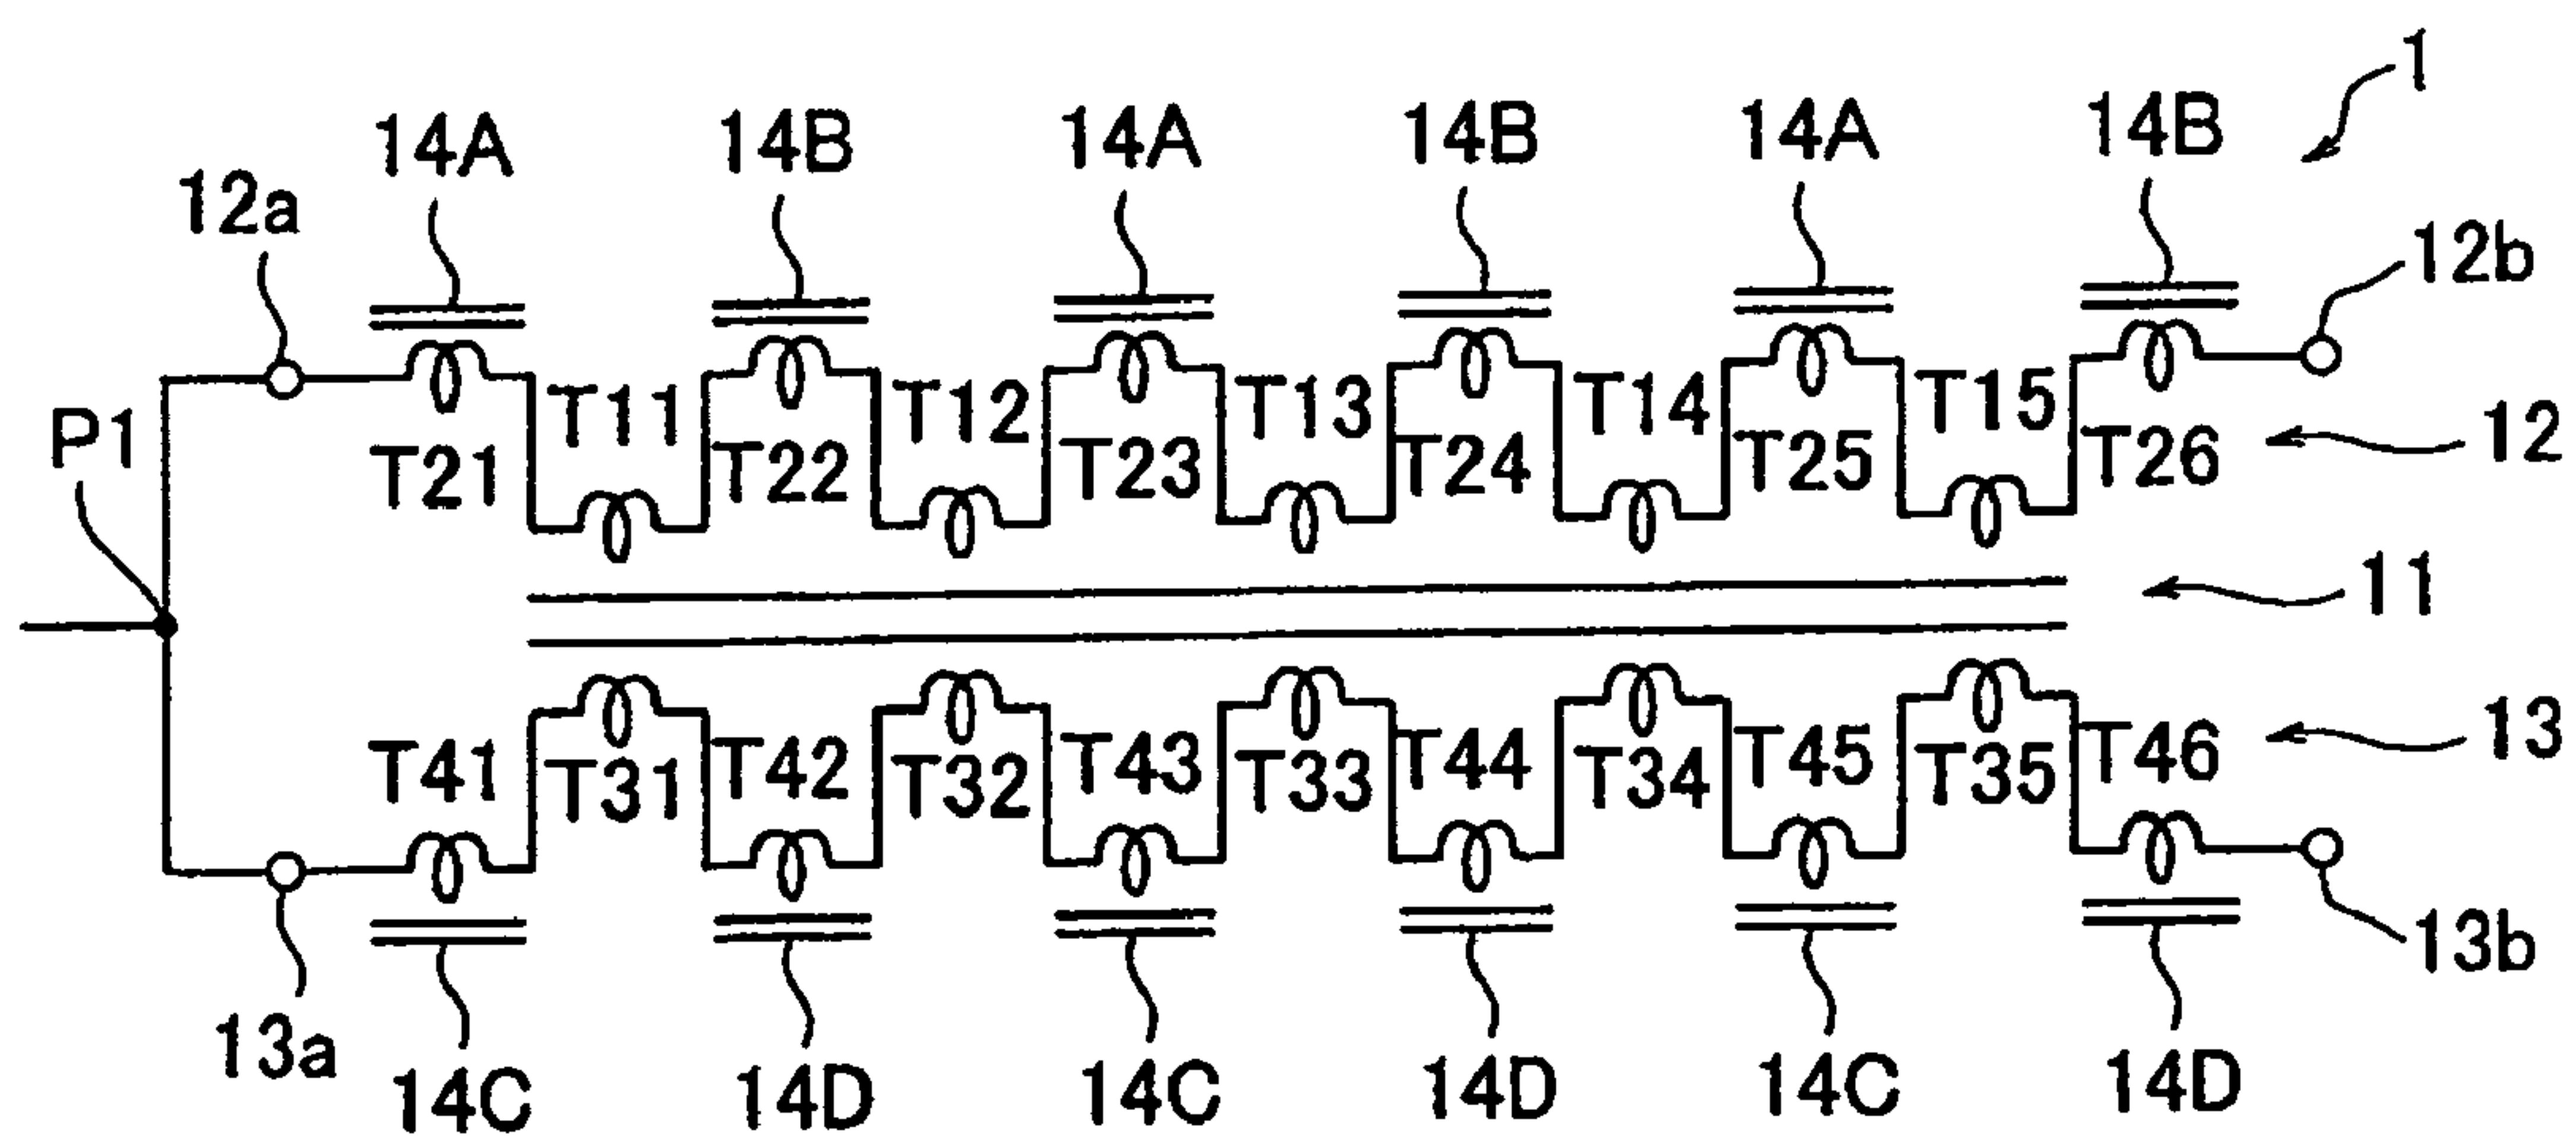 1
14A 14B 14A 14B 14A 14B
12a 12b
T11 T12 T13 T14 T15
P1 T21 T22 T23 T24 T25 T26 12
11
T41 T42 T43 T44 T45 T46 13
T31 T32 T33 T34 T35
13a 13b
14C 14D 14C 14D 14C 14D